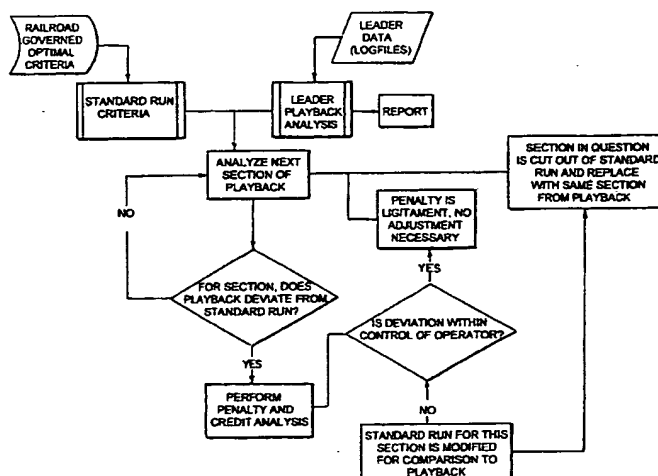 RAILROAD
GOVERNED
OPTIMAL
CRITERIA
LEADER
DATA
(LOGFILES)
STANDARD RUN
CRITERIA
LEADER
PLAYBACK
ANALYSIS
REPORT
ANALYZE NEXT
SECTION OF
PLAYBACK
SECTION IN QUESTION
IS CUT OUT OF STANDARD
RUN AND REPLACE
WITH SAME SECTION
FROM PLAYBACK
NO
PENALTY IS
LIGITAMENT, NO
ADJUSTMENT
NECESSARY
YES
FOR SECTION, DOES
PLAYBACK DEVIATE FROM
STANDARD RUN?
IS DEVIATION WITHIN
CONTROL OF OPERATOR?
YES
PERFORM
PENALTY AND
CREDIT ANALYSIS
NO
STANDARD RUN FOR THIS
SECTION IS MODIFIED
FOR COMPARISON TO
PLAYBACK